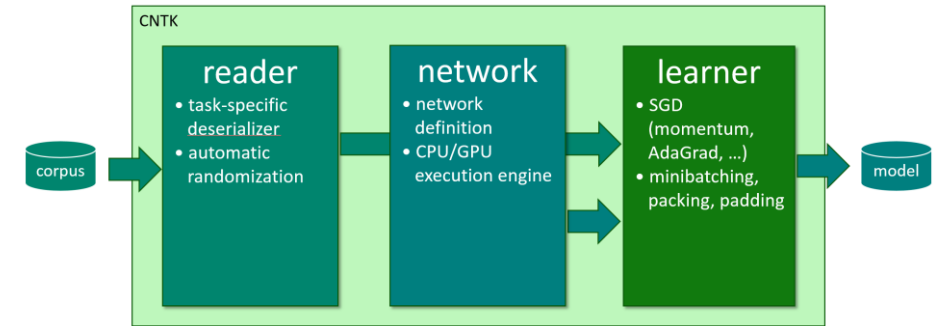 CNTK
corpus
reader
• task-specific
deserializer
• automatic
randomization
network
• network
definition
• CPU/GPU
execution engine
learner
• SGD
(momentum,
AdaGrad, ...)
• minibatching,
packing, padding
model